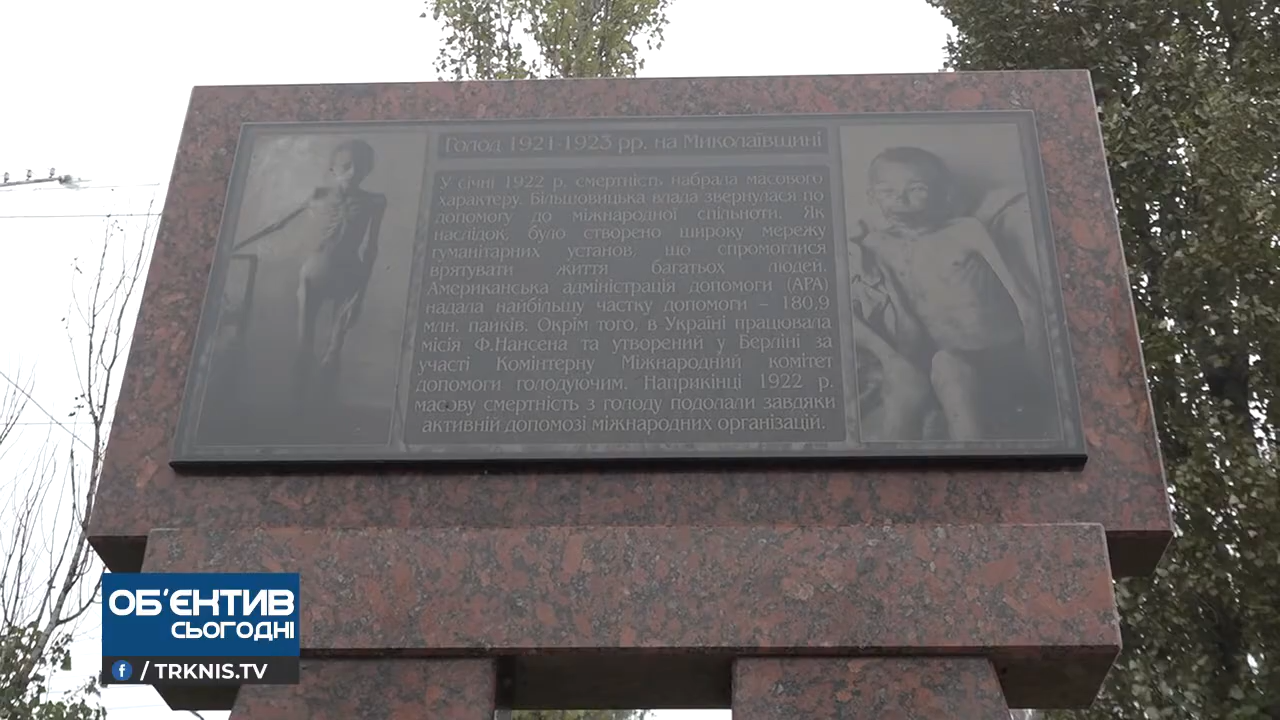 Голод 1921-1923 рр. на Миколаївщині
У січні 1922 р. смертність набрала масового
характеру. Більшовицька влада звернулася по
допомогу до міжнародної спільноти. Як
наслідок, було створено широку мережу
гуманітарних установ, що спромоглися
врятувати життя багатьох людей.
Американська адміністрація допомоги (АРА)
надала найбільшу частку допомоги – 180,9
млн. пайків. Окрім того, в Україні працювала
місія Ф.Нансена та утворений у Берліні за
участі Комінтерну Міжнародний комітет
допомоги голодуючим. Наприкінці 1922 р.
масову смертність з голоду подолали завдяки
активній допомозі міжнародних організацій.
ОБ'ЄКТИВ
СЬОГОДНІ
f / TRKNIS.TV